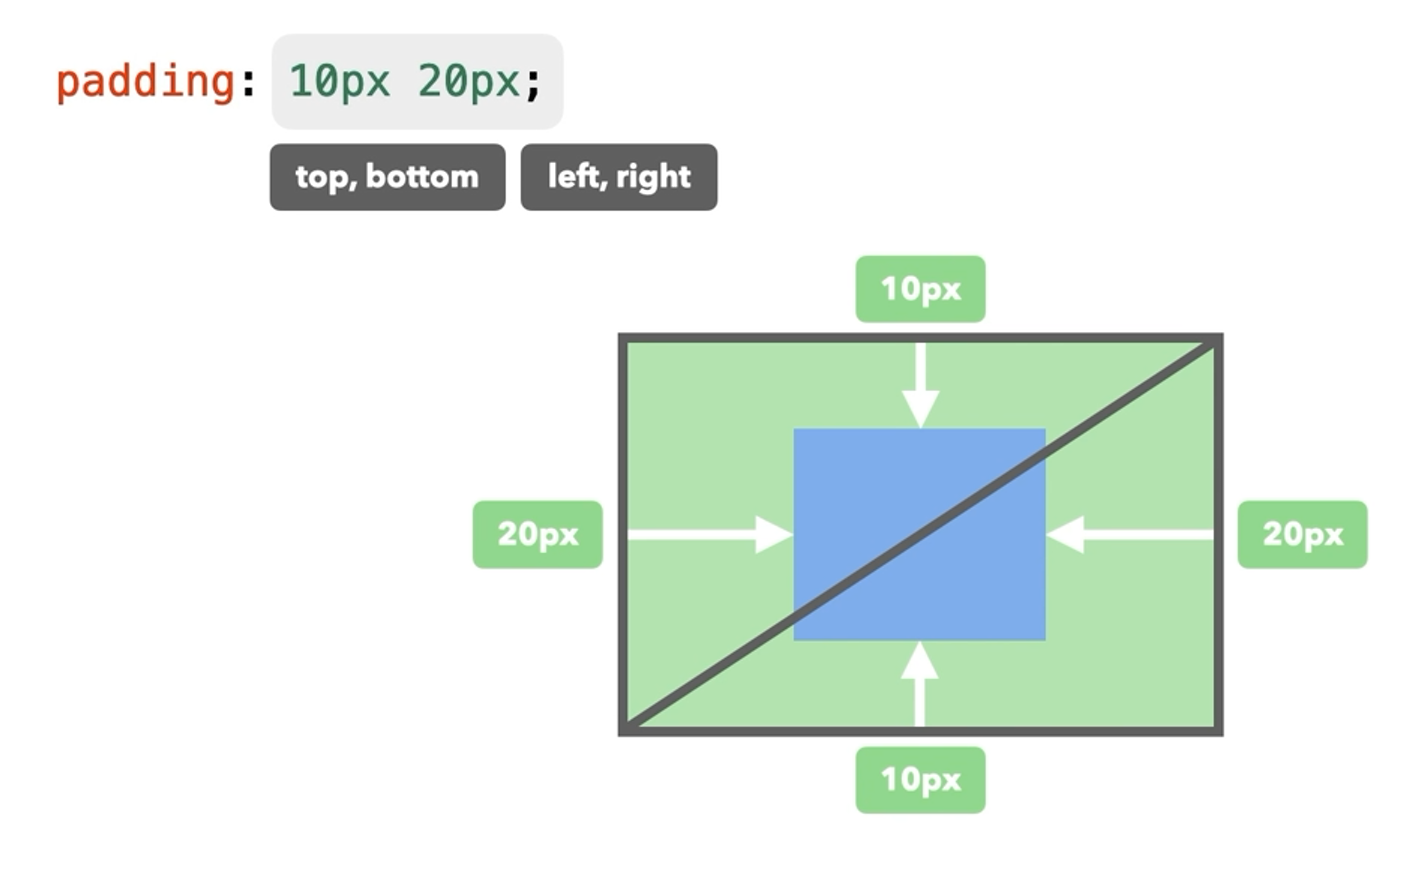 padding: 10px 20px;
top, bottom left, right
10px
20px 20px
10px